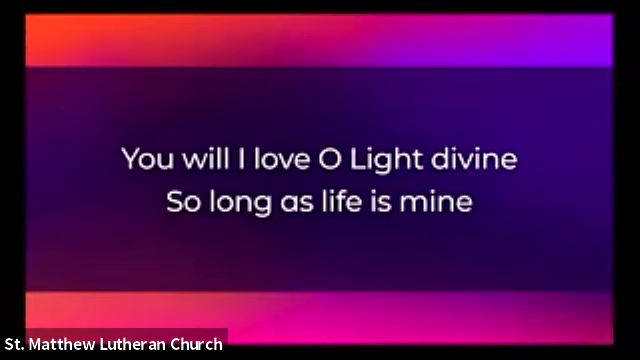 You will I love O Light divine
So long as life is mine
St. Matthew Lutheran Church